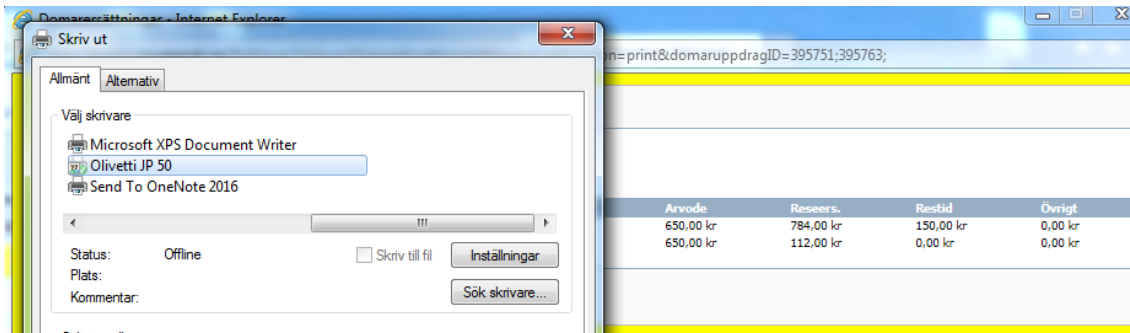 Domarersättningar - Internet Explorer
Skriv ut
on=print&domaruppdragID=395751;395763;
Allmänt
Alternativ
Välj skrivare
Microsoft XPS Document Writer
Olivetti JP 50
Send To OneNote 2016
Status: Offline
Skriv till fil
Inställningar
Plats:
Kommentar:
Sök skrivare...
Arvode Reseers. Restid Övrigt
650,00 kr 784,00 kr 150,00 kr 0,00 kr
650,00 kr 112,00 kr 0,00 kr 0,00 kr